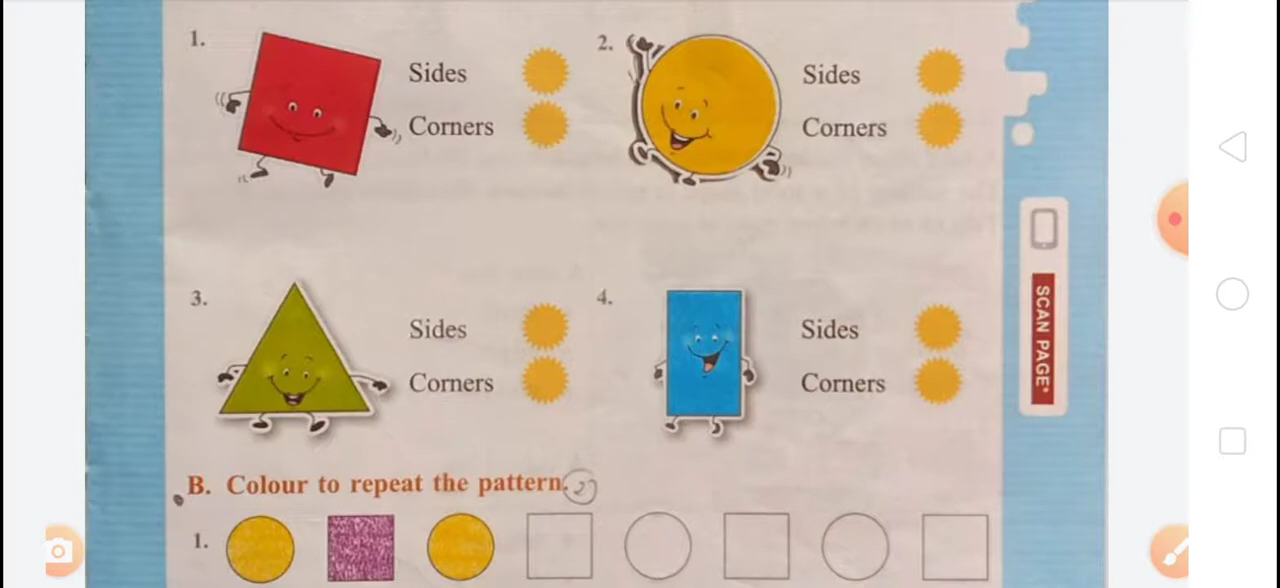 1.
Sides
Corners
2.
Sides
Corners
3.
Sides
Corners
4.
Sides
Corners
SCAN PAGE*
B. Colour to repeat the pattern. 2
1.